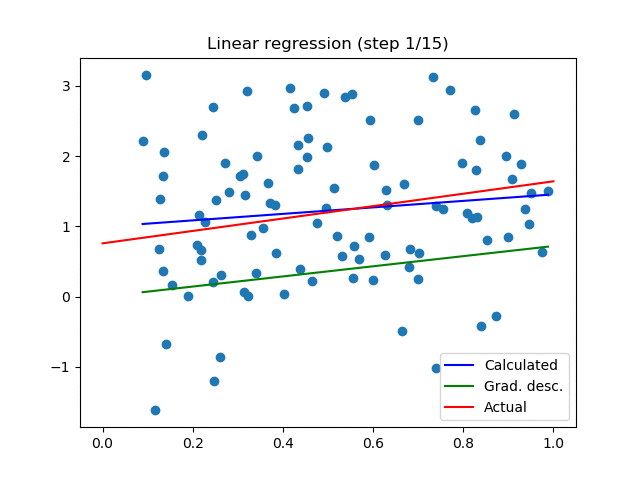 Linear regression (step 1/15)
3
2
1
0
−1
0.0 0.2 0.4 0.6 0.8 1.0
Calculated
Grad. desc.
Actual